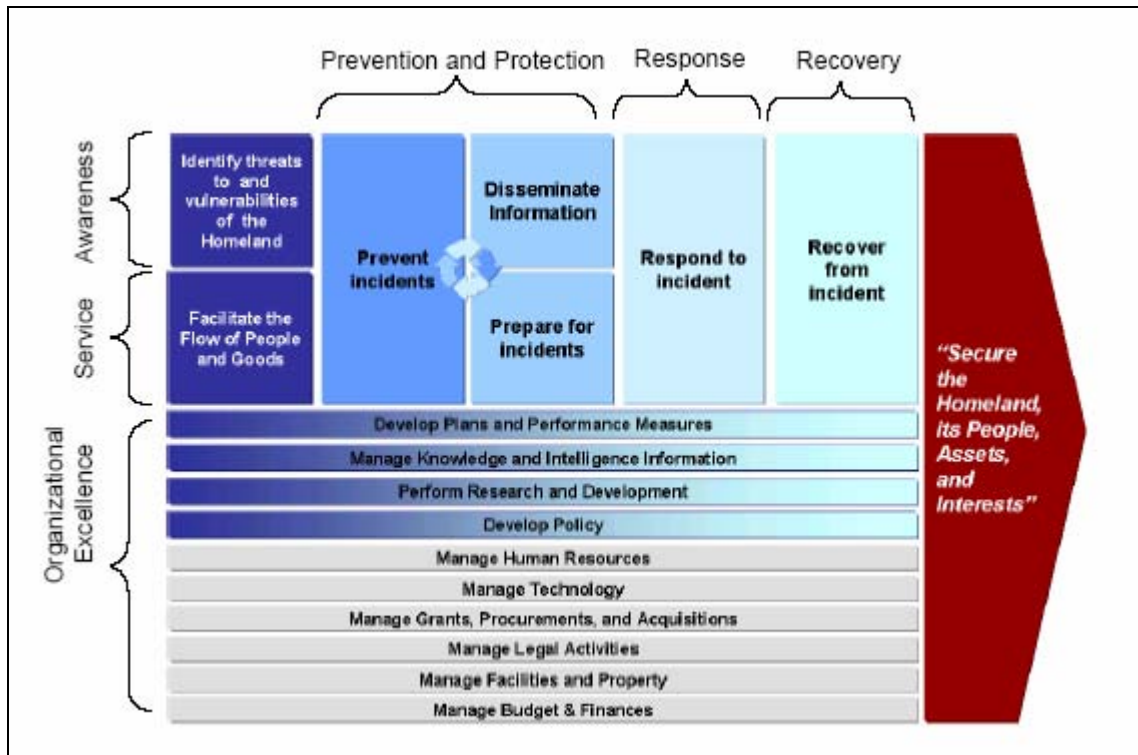 Prevention and Protection
Response
Recovery
Awareness
Service
Organizational
Excellence
Identify threats
to and
vulnerabilities
of the
Homeland
Facilitate the
Flow of People
and Goods
Prevent
incidents
Disseminate
Information
Prepare for
incidents
Respond to
incident
Recover
from
incident
Develop Plans and Performance Measures
Manage Knowledge and Intelligence Information
Perform Research and Development
Develop Policy
Manage Human Resources
Manage Technology
Manage Grants, Procurements, and Acquisitions
Manage Legal Activities
Manage Facilities and Property
Manage Budget & Finances
“Secure
the
Homeland,
its People,
Assets,
and
Interests”